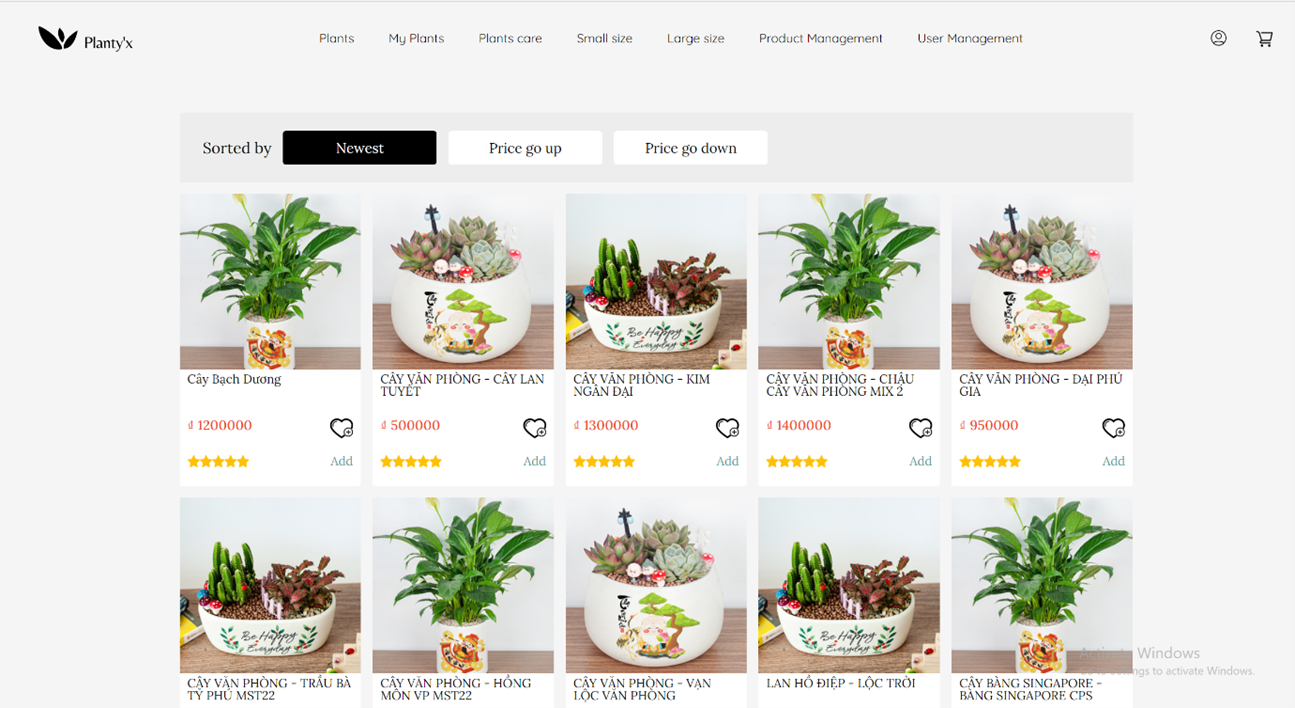 Planty'x
Plants
My Plants
Plants care
Small size
Large size
Product Management
User Management
Sorted by
Newest
Price go up
Price go down
Cây Bạch Dương
₫ 1200000
Add
CÂY VĂN PHÒNG - CÂY LAN
TUYẾT
₫ 500000
Add
Be Happy
Everyday
CÂY VĂN PHÒNG - KIM
NGÂN ĐẠI
₫ 1300000
Add
CÂY VĂN PHÒNG - CHẬU
CÂY VĂN PHÒNG MIX 2
₫ 1400000
Add
CÂY VĂN PHÒNG - DẠI PHÚ
GIA
₫ 950000
Add
Be Happy
Everyday
CÂY VĂN PHÒNG - TRẦU BÀ
TỶ PHÚ MST22
CÂY VĂN PHÒNG - HỒNG
MÔN VP MST22
CÂY VĂN PHÒNG - VẠN
LỘC VĂN PHÒNG
Be Happy
Everyday
LAN HỒ ĐIỆP - LỘC TRỜI
CÂY BÀNG SINGAPORE -
BÀNG SINGAPORE CPS
Activate Windows
to activate Windows.